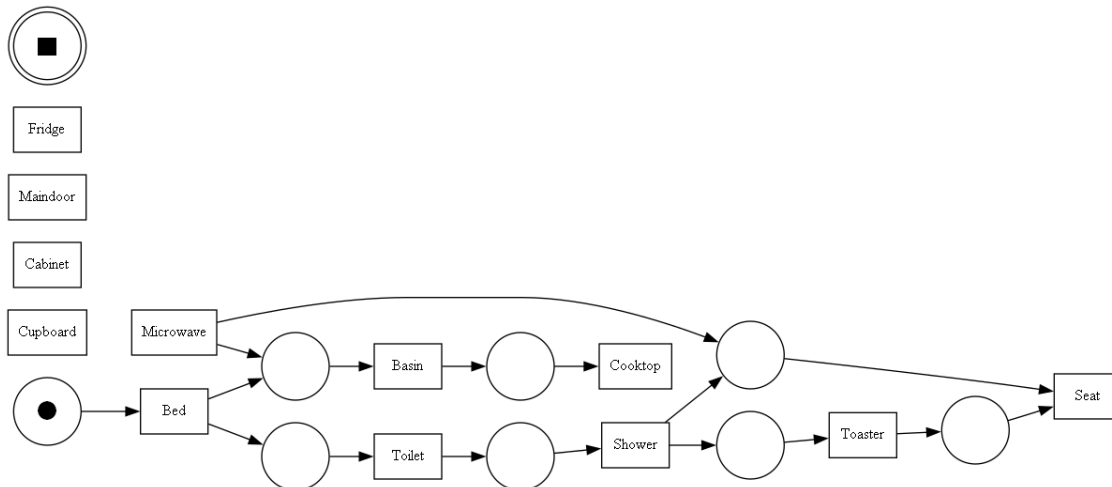 Fridge
Maindoor
Cabinet
Cupboard
Microwave
Basin
Cooktop
Bed
Toilet
Shower
Toaster
Seat